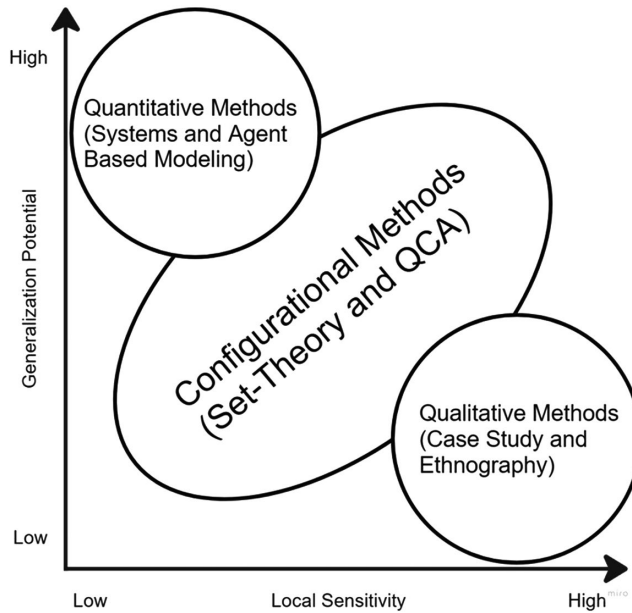 High
Quantitative Methods
(Systems and Agent
Based Modeling)
Generalization Potential
Configurational Methods
(Set-Theory and QCA)
Qualitative Methods
(Case Study and
Ethnography)
Low
Low
Local Sensitivity
High
miro